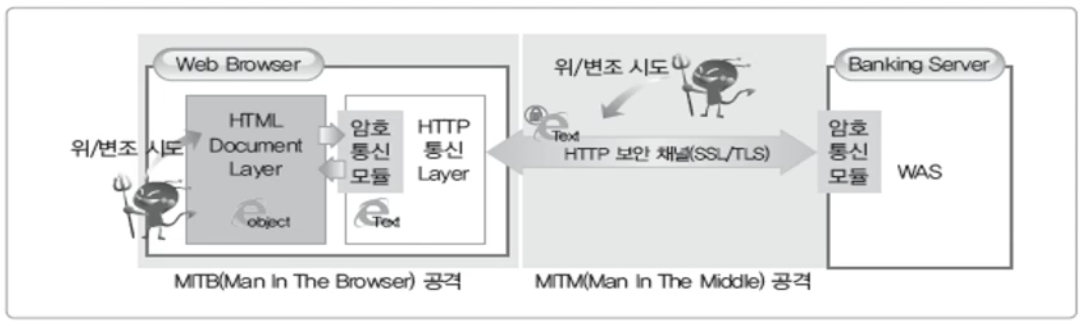 Web Browser
위/변조 시도
HTML
Document
Layer
object
암호
통신
모듈
HTTP
통신
Layer
Text
위/변조 시도
Text
HTTP 보안 채널(SSL/TLS)
Banking Server
암호
통신
모듈
WAS
MITB(Man In The Browser) 공격
MITM(Man In The Middle) 공격